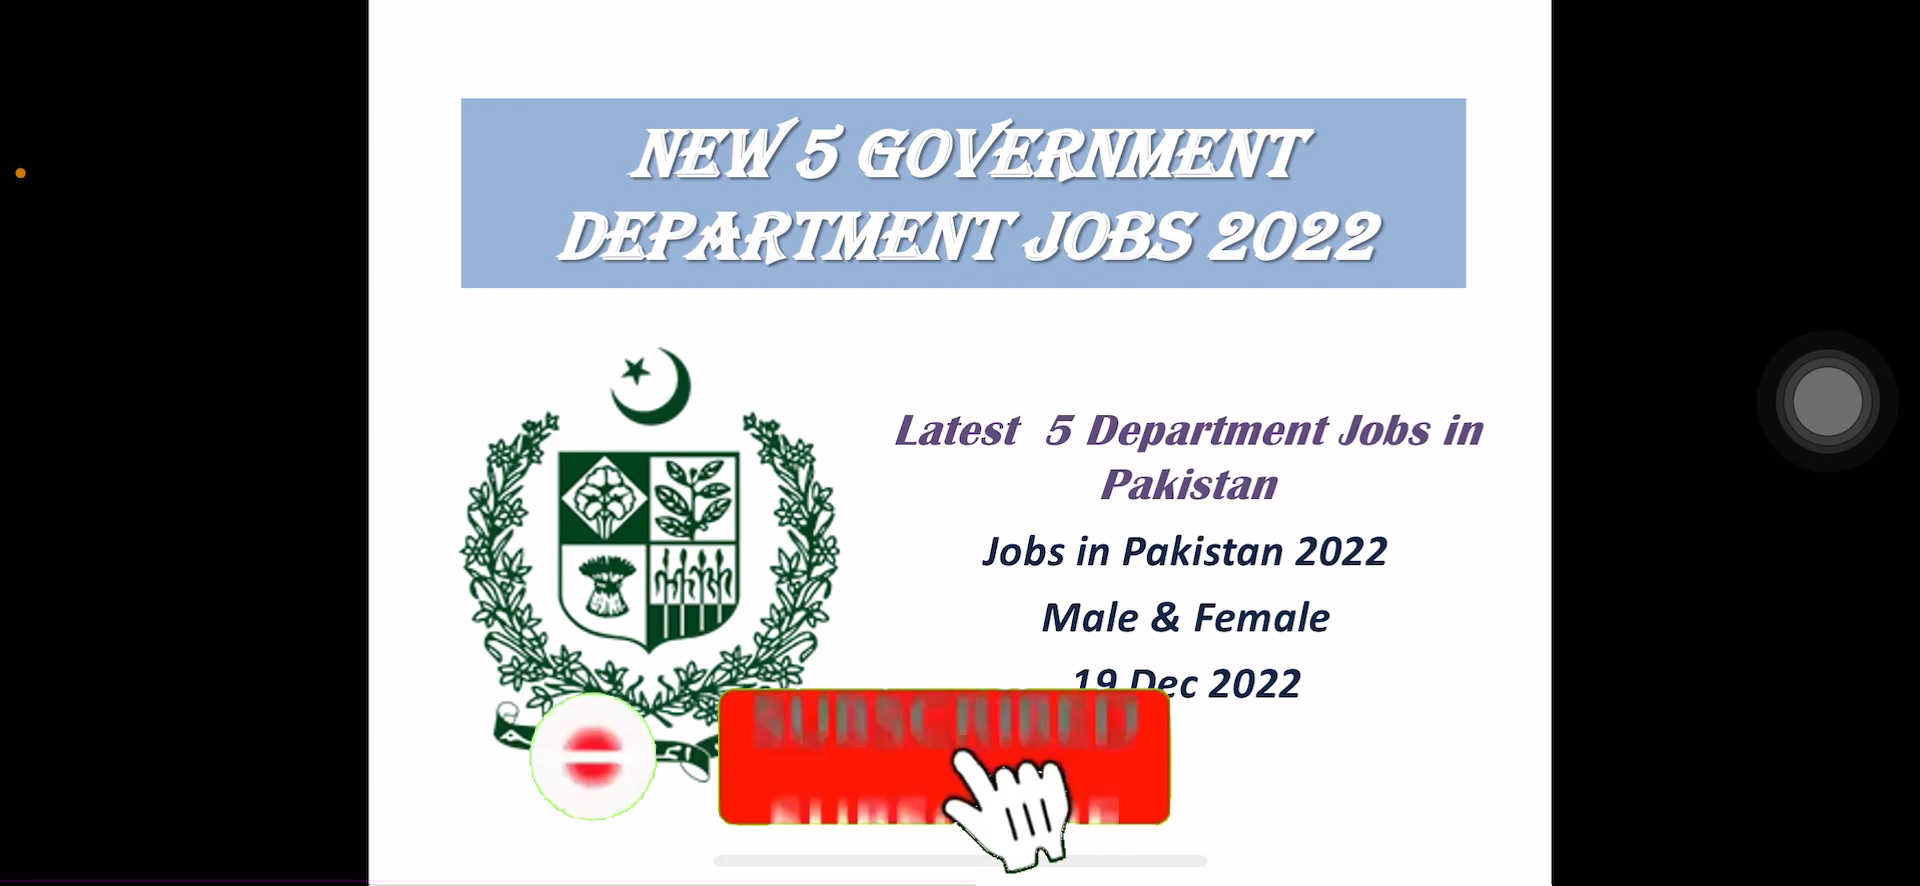 NEW 5 GOVERNMENT
DEPARTMENT JOBS 2022
Latest 5 Department Jobs in
Pakistan
Jobs in Pakistan 2022
Male & Female
19 Dec 2022
SUBSCRIBED